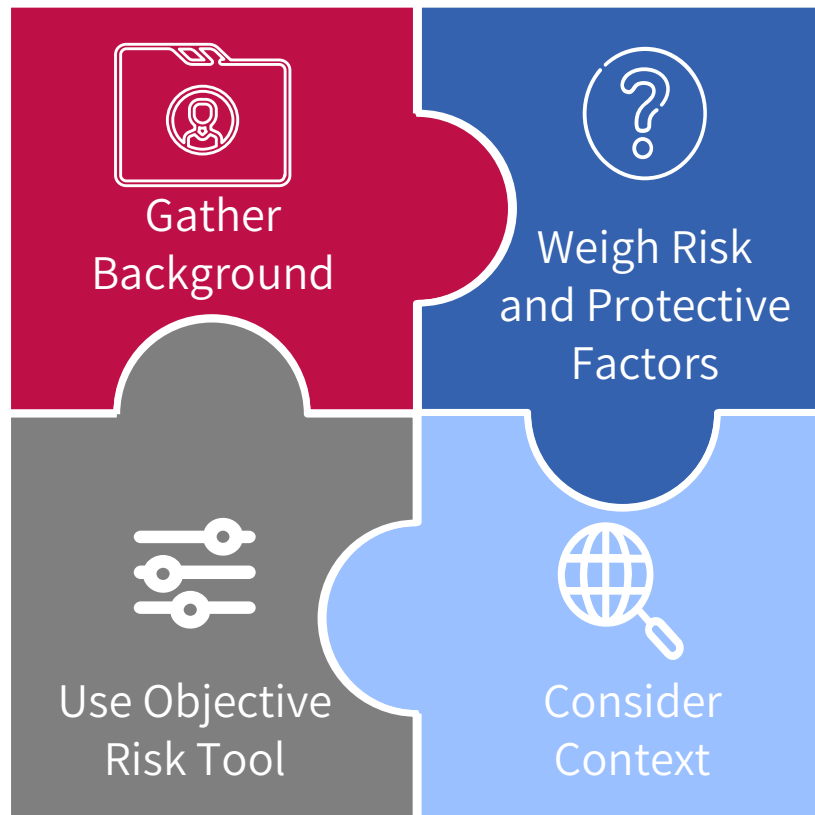 Gather
Background
Weigh Risk
and Protective
Factors
Use Objective
Risk Tool
Consider
Context